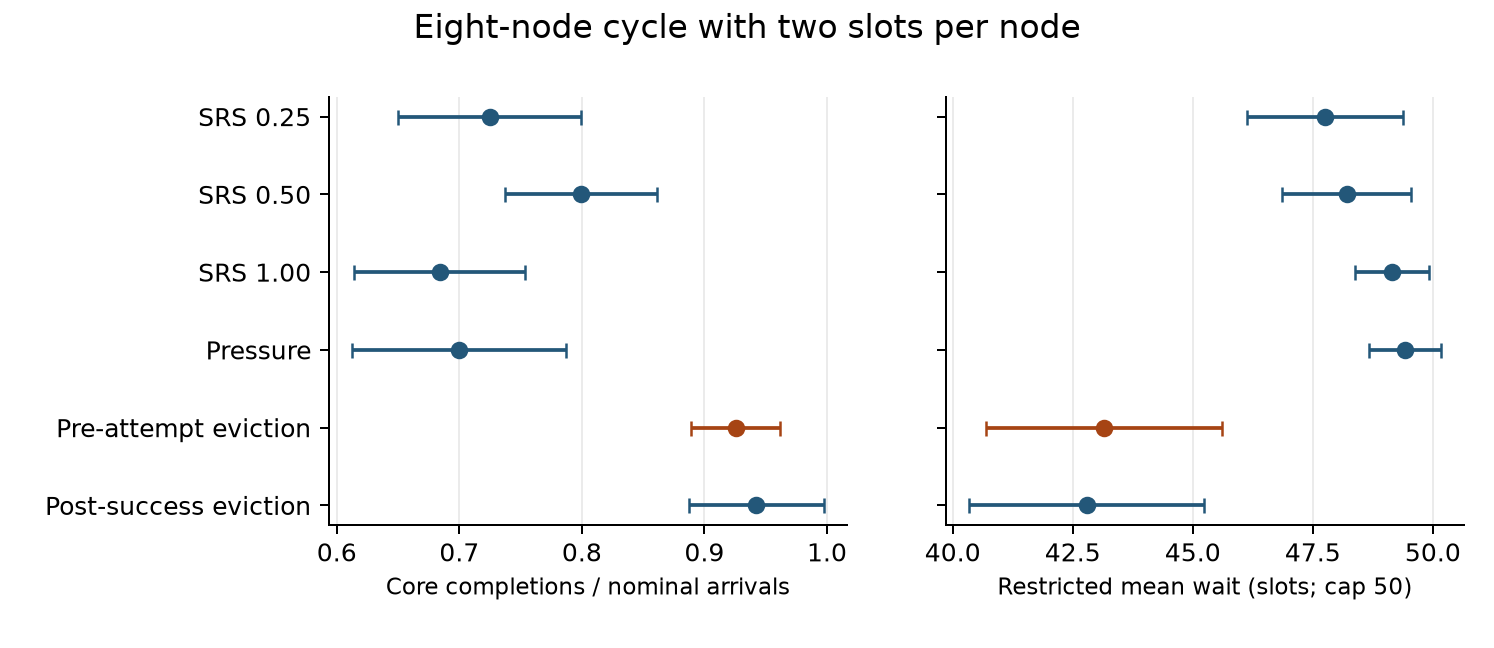 Eight-node cycle with two slots per node
SRS 0.25
SRS 0.50
SRS 1.00
Pressure
Pre-attempt eviction
Post-success eviction
0.6 0.7 0.8 0.9 1.0
Core completions / nominal arrivals
40.0 42.5 45.0 47.5 50.0
Restricted mean wait (slots; cap 50)